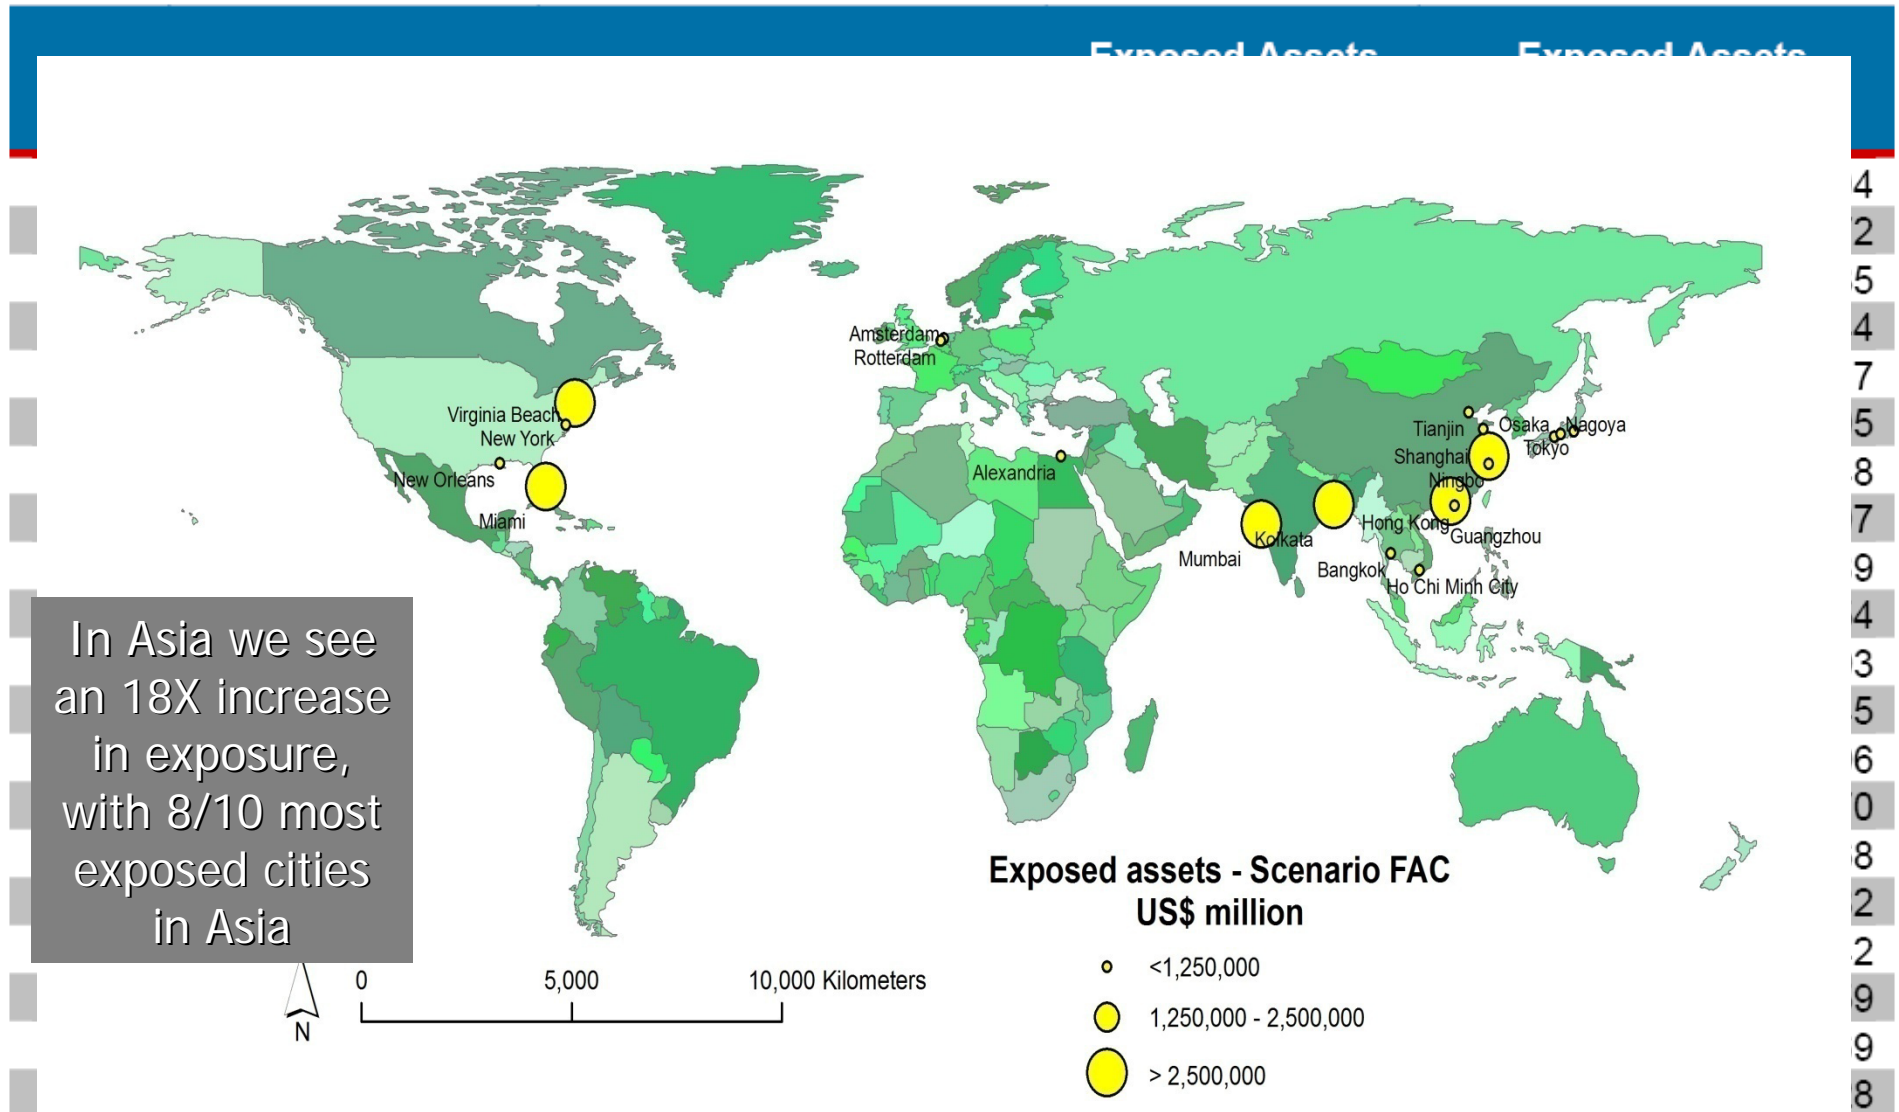 Exposed Assets Exposed Assets
Amsterdam
Rotterdam
Virginia Beach
New York
New Orleans
Miami
Alexandria
Tianjin
Osaka
Nagoya
Tokyo
Shanghai
Ningbo
Hong Kong
Guangzhou
Kolkata
Mumbai
Bangkok
Ho Chi Minh City
In Asia we see
an 18X increase
in exposure,
with 8/10 most
exposed cities
in Asia
Exposed assets - Scenario FAC
US$ million
<1,250,000
1,250,000 - 2,500,000
> 2,500,000
0 5,000 10,000 Kilometers
N
4
2
5
4
7
5
8
7
9
4
3
5
6
0
8
2
2
9
9
8